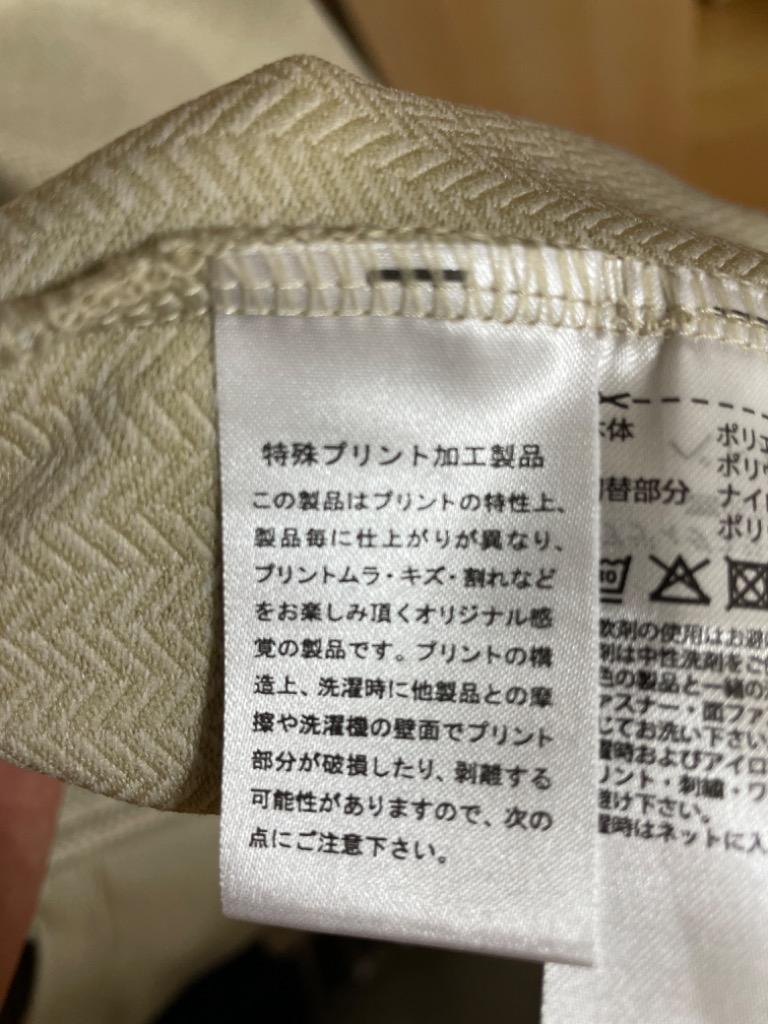 特殊プリント加工製品
この製品はプリントの特性上、
製品毎に仕上がりが異なり、
プリントムラ・キズ・割れなど
をお楽しみ頂くオリジナル感
覚の製品です。プリントの構
造上、洗濯時に他製品との摩
擦や洗濯機の壁面でプリント
部分が破損したり、剥離する
可能性がありますので、次の
点にご注意下さい。
体
ポリ
ポリ
替部分
ナイ
ポリ
剤の使用はお避
剤は中性洗剤をご
色の製品と一緒の
スナー・面ファ
じてお洗い下さい
濯時およびアイロ
リント・刺繍・ワ
避け下さい。
濯時はネットに入